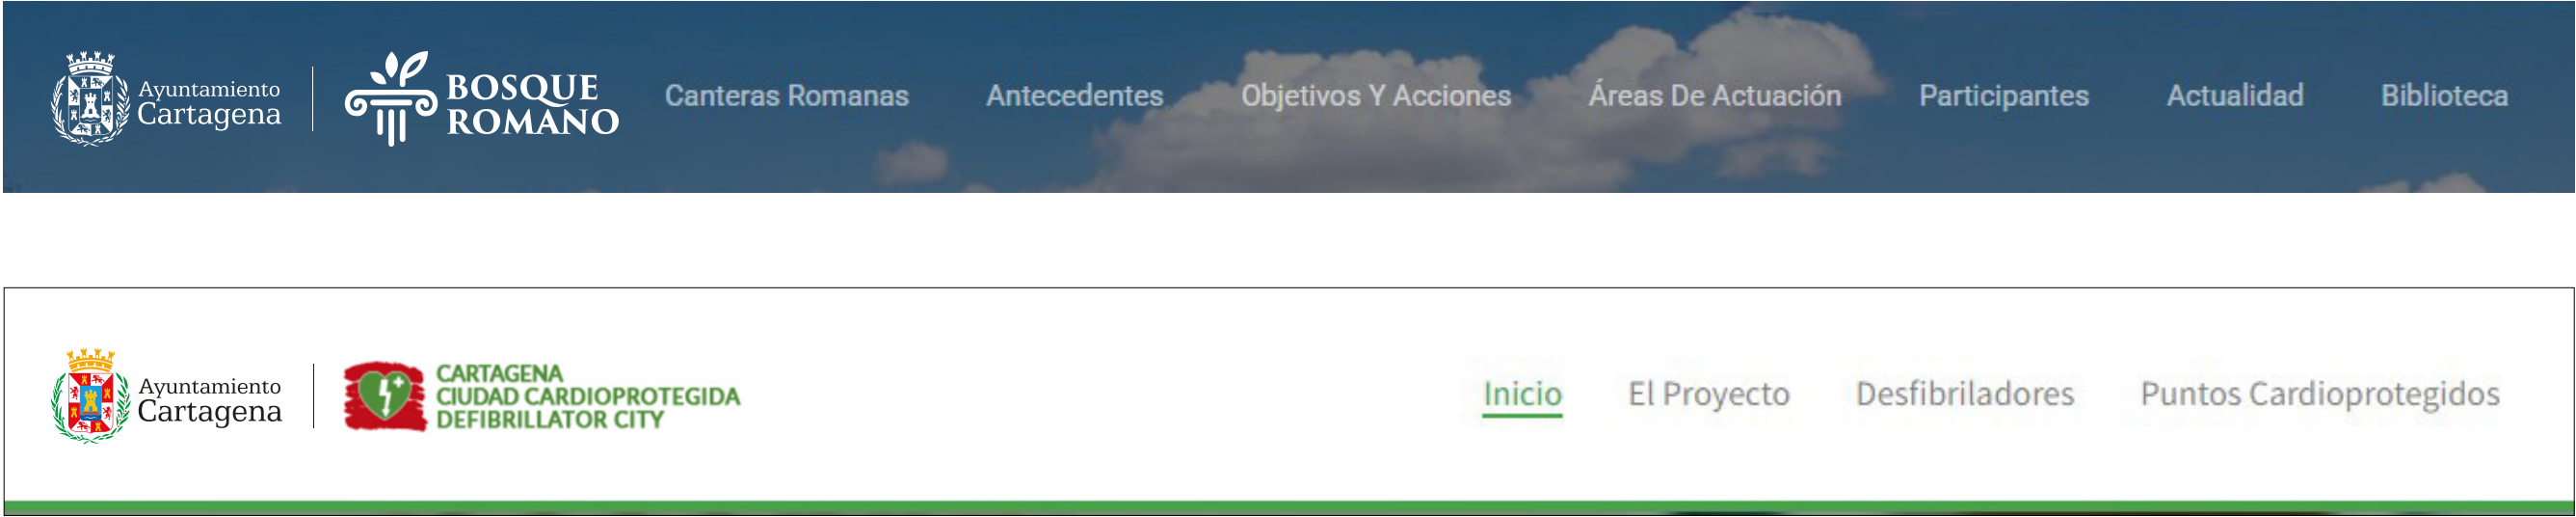 Ayuntamiento
Cartagena
BOSQUE
ROMANO
Canteras Romanas Antecedentes Objetivos Y Acciones Áreas De Actuación Participantes Actualidad Biblioteca
Ayuntamiento
Cartagena
CARTAGENA
CIUDAD CARDIOPROTEGIDA
DEFIBRILLATOR CITY
Inicio El Proyecto Desfibriladores Puntos Cardioprotegidos